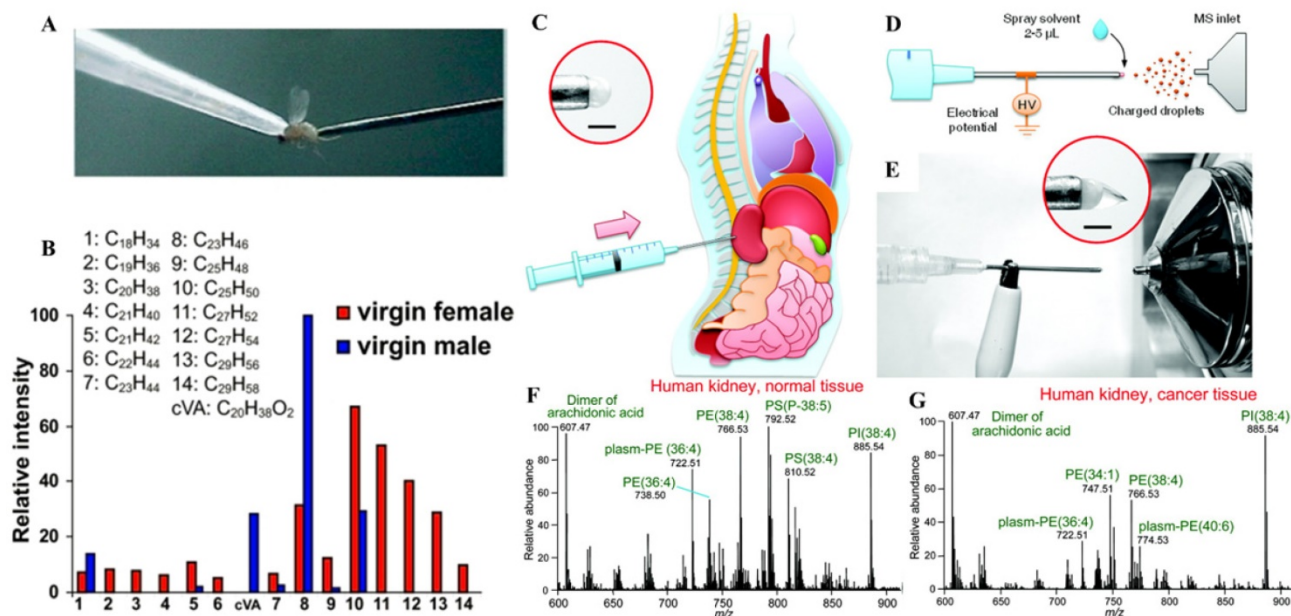 A
B
1: C₁₈H₃₄ 8: C₂₃H₄₆
2: C₁₉H₃₆ 9: C₂₅H₄₈
3: C₂₀H₃₈ 10: C₂₅H₅₀
4: C₂₁H₄₀ 11: C₂₇H₅₂
5: C₂₁H₄₂ 12: C₂₇H₅₄
6: C₂₂H₄₄ 13: C₂₉H₅₆
7: C₂₃H₄₄ 14: C₂₉H₅₈
cVA: C₂₀H₃₈O₂
virgin female
virgin male
Relative intensity
100
80
60
40
20
0
1 2 3 4 5 6 cVA 7 8 9 10 11 12 13 14
C
D
Spray solvent
2-5 µL
MS inlet
HV
Electrical
potential
Charged droplets
E
F
Human kidney, normal tissue
Dimer of
arachidonic acid
607.47
plasm-PE (36:4)
722.51
PE(36:4)
738.50
PE(38:4)
766.53
PS(P-38:5)
792.52
PS(38:4)
810.52
PI(38:4)
885.54
Relative abundance
100
80
60
40
20
0
600 650 700 750 800 850 900
m/z
G
Human kidney, cancer tissue
607.47
Dimer of
arachidonic acid
plasm-PE(36:4)
722.51
PE(34:1)
747.51
PE(38:4)
766.53
plasm-PE(40:6)
774.53
PI(38:4)
885.54
Relative abundance
100
80
60
40
20
0
600 650 700 750 800 850 900
m/z